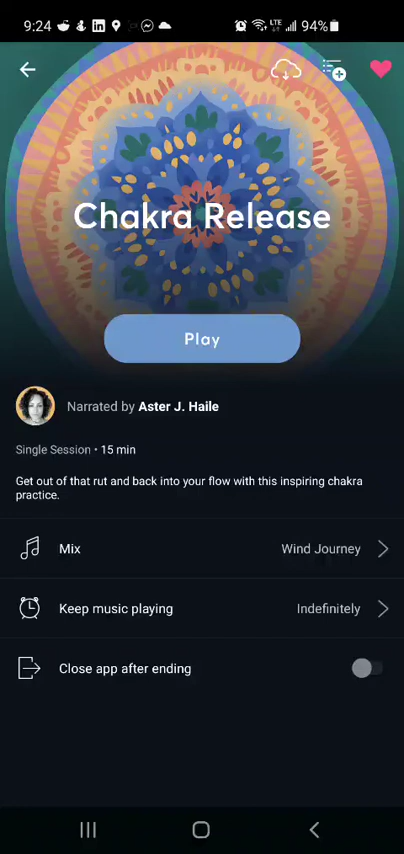 9:24 LTE 94%
Chakra Release
Play
Narrated by Aster J. Haile
Single Session • 15 min
Get out of that rut and back into your flow with this inspiring chakra
practice.
Mix Wind Journey
Keep music playing Indefinitely
Close app after ending